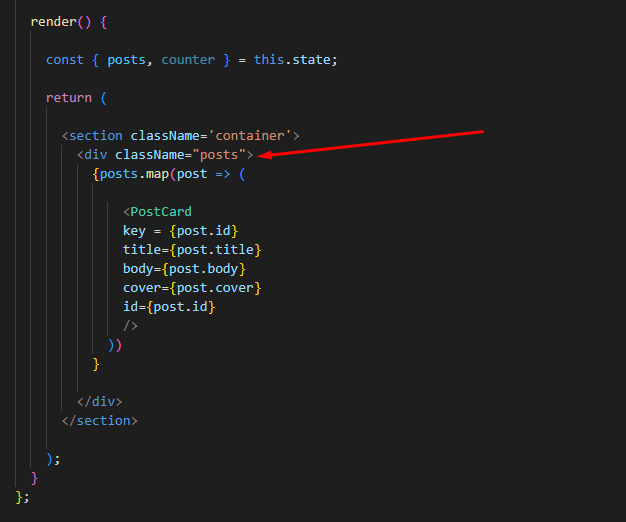 render() {
const { posts, counter } = this.state;
return (
<section className='container'>
<div className="posts">
{posts.map(post => (
<PostCard
key = {post.id}
title={post.title}
body={post.body}
cover={post.cover}
id={post.id}
/>
))
}
</div>
</section>
);
}
};